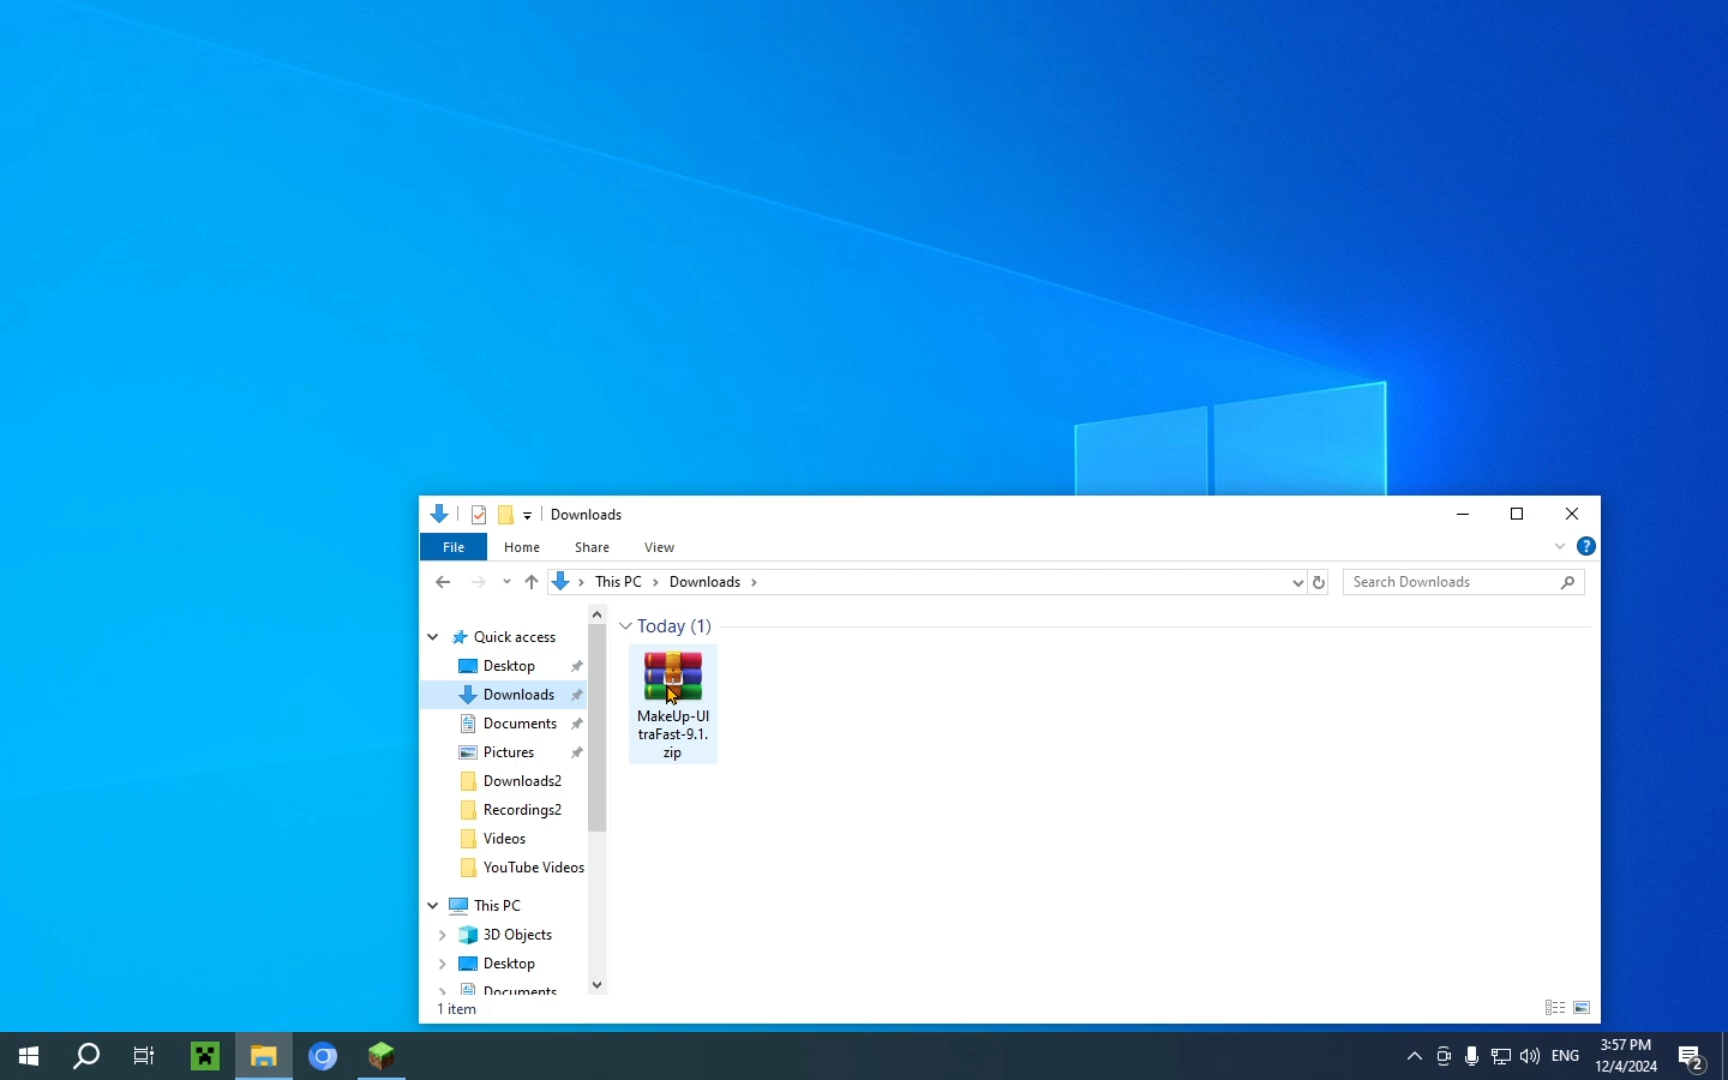 Downloads
File
Home
Share
View
This PC
Downloads
Search Downloads
Quick access
Desktop
Downloads
Documents
Pictures
Downloads2
Recordings2
Videos
YouTube Videos
This PC
3D Objects
Desktop
Documents
1 item
Today (1)
MakeUp-Ul
traFast-9.1.
zip
ENG
3:57 PM
12/4/2024
2